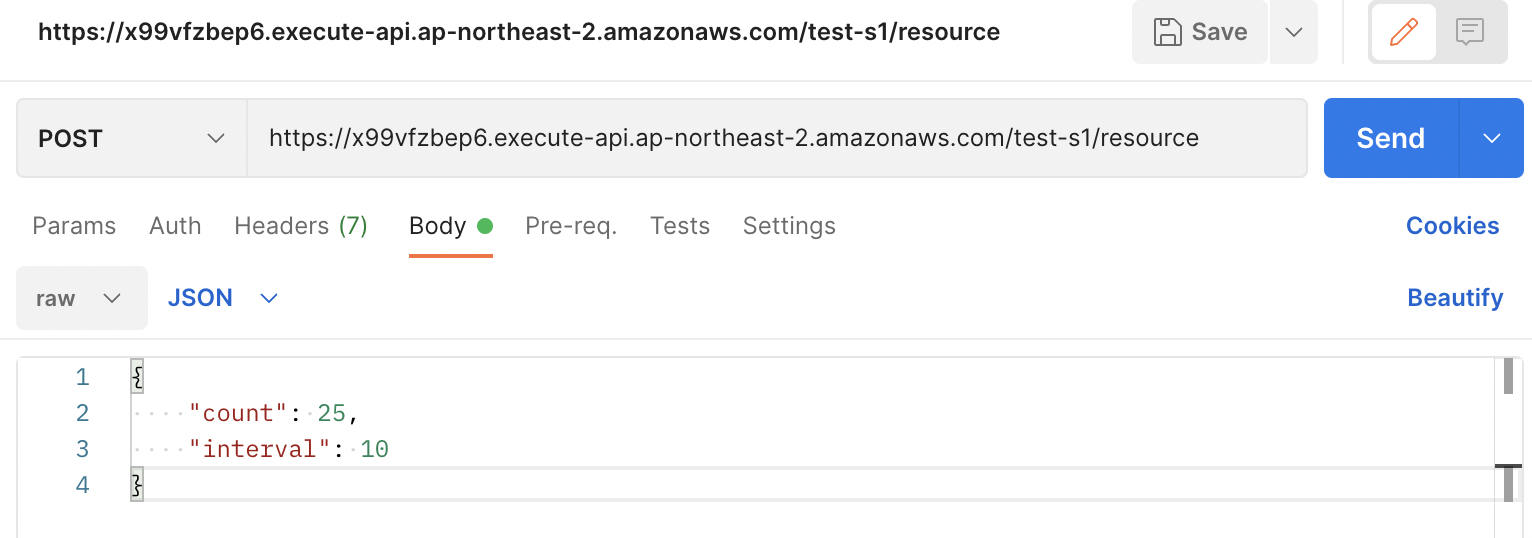 https://x99vfzbep6.execute-api.ap-northeast-2.amazonaws.com/test-s1/resource Save
POST https://x99vfzbep6.execute-api.ap-northeast-2.amazonaws.com/test-s1/resource Send
Params Auth Headers (7) Body Pre-req. Tests Settings Cookies
raw JSON Beautify
1 {
2 "count": 25,
3 "interval": 10
4 }